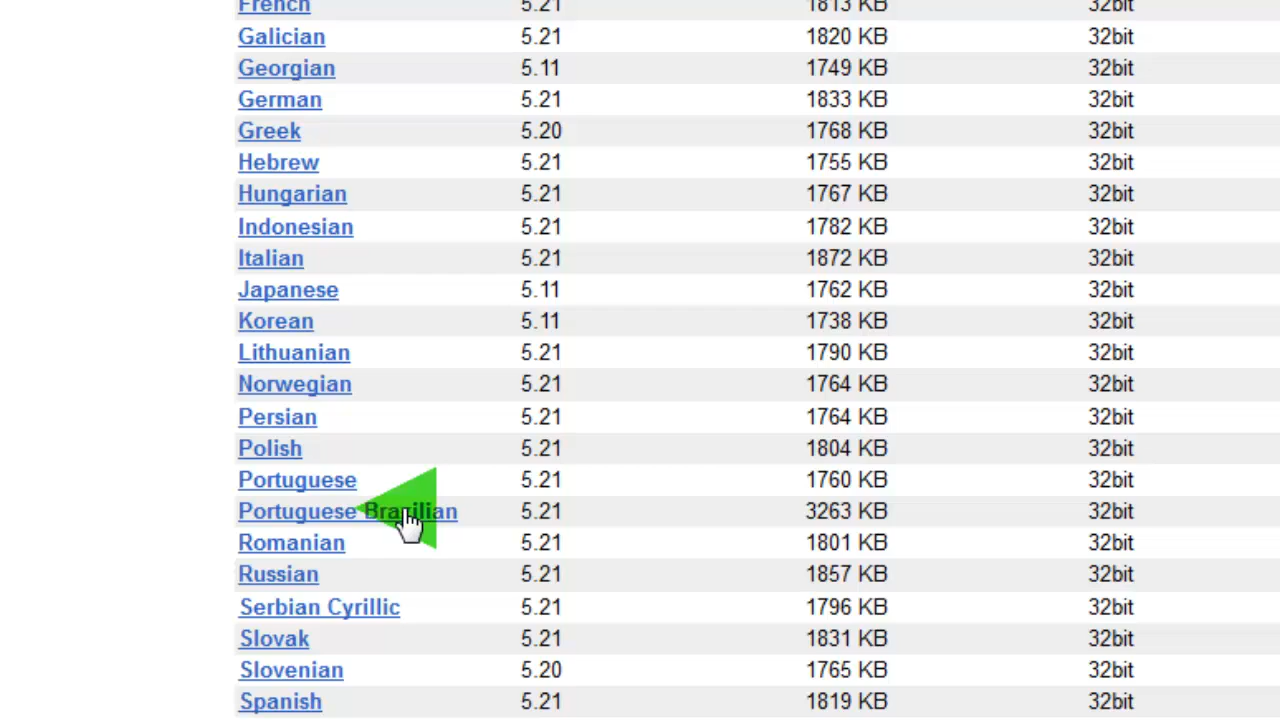 French 5.21 1813 KB 32bit
Galician 5.21 1820 KB 32bit
Georgian 5.11 1749 KB 32bit
German 5.21 1833 KB 32bit
Greek 5.20 1768 KB 32bit
Hebrew 5.21 1755 KB 32bit
Hungarian 5.21 1767 KB 32bit
Indonesian 5.21 1782 KB 32bit
Italian 5.21 1872 KB 32bit
Japanese 5.11 1762 KB 32bit
Korean 5.11 1738 KB 32bit
Lithuanian 5.21 1790 KB 32bit
Norwegian 5.21 1764 KB 32bit
Persian 5.21 1764 KB 32bit
Polish 5.21 1804 KB 32bit
Portuguese 5.21 1760 KB 32bit
Portuguese Brazilian 5.21 3263 KB 32bit
Romanian 5.21 1801 KB 32bit
Russian 5.21 1857 KB 32bit
Serbian Cyrillic 5.21 1796 KB 32bit
Slovak 5.21 1831 KB 32bit
Slovenian 5.20 1765 KB 32bit
Spanish 5.21 1819 KB 32bit